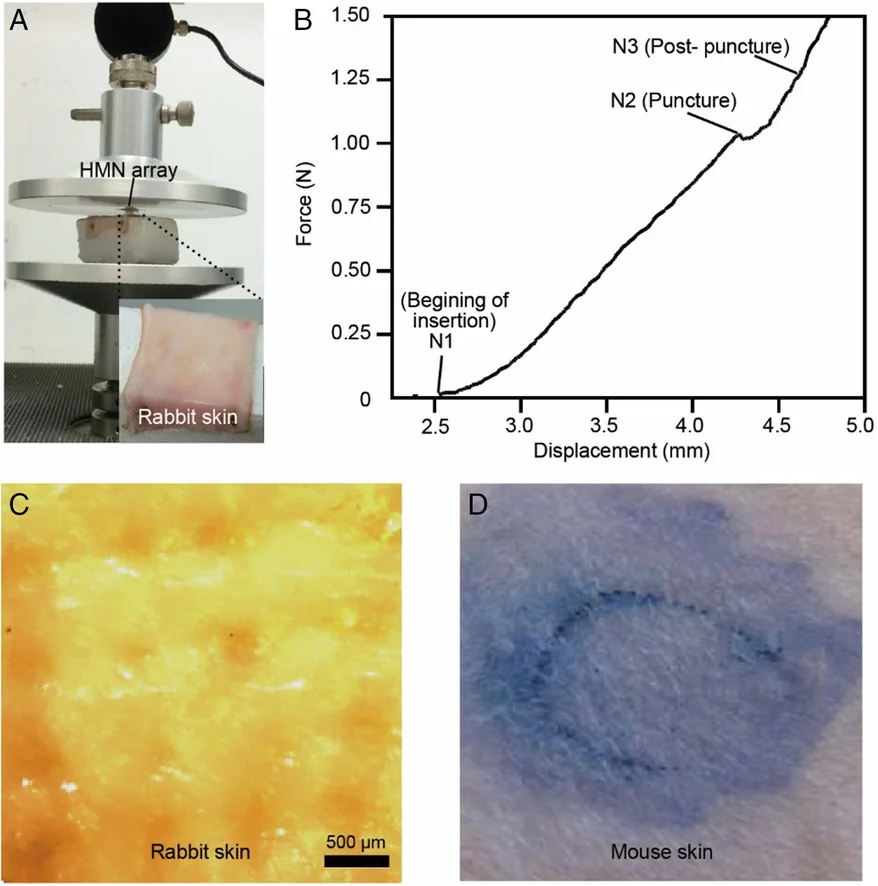 A
HMN array
Rabbit skin
B
1.50
1.25
1.00
0.75
0.50
0.25
0
Force (N)
N3 (Post- puncture)
N2 (Puncture)
(Begining of
insertion)
N1
2.5 3.0 3.5 4.0 4.5 5.0
Displacement (mm)
C
Rabbit skin
500 μm
D
Mouse skin